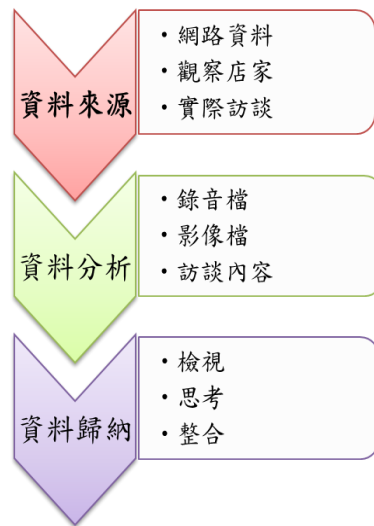 資料來源
・網路資料
・觀察店家
・實際訪談
資料分析
・錄音檔
・影像檔
・訪談內容
資料歸納
・檢視
・思考
・整合